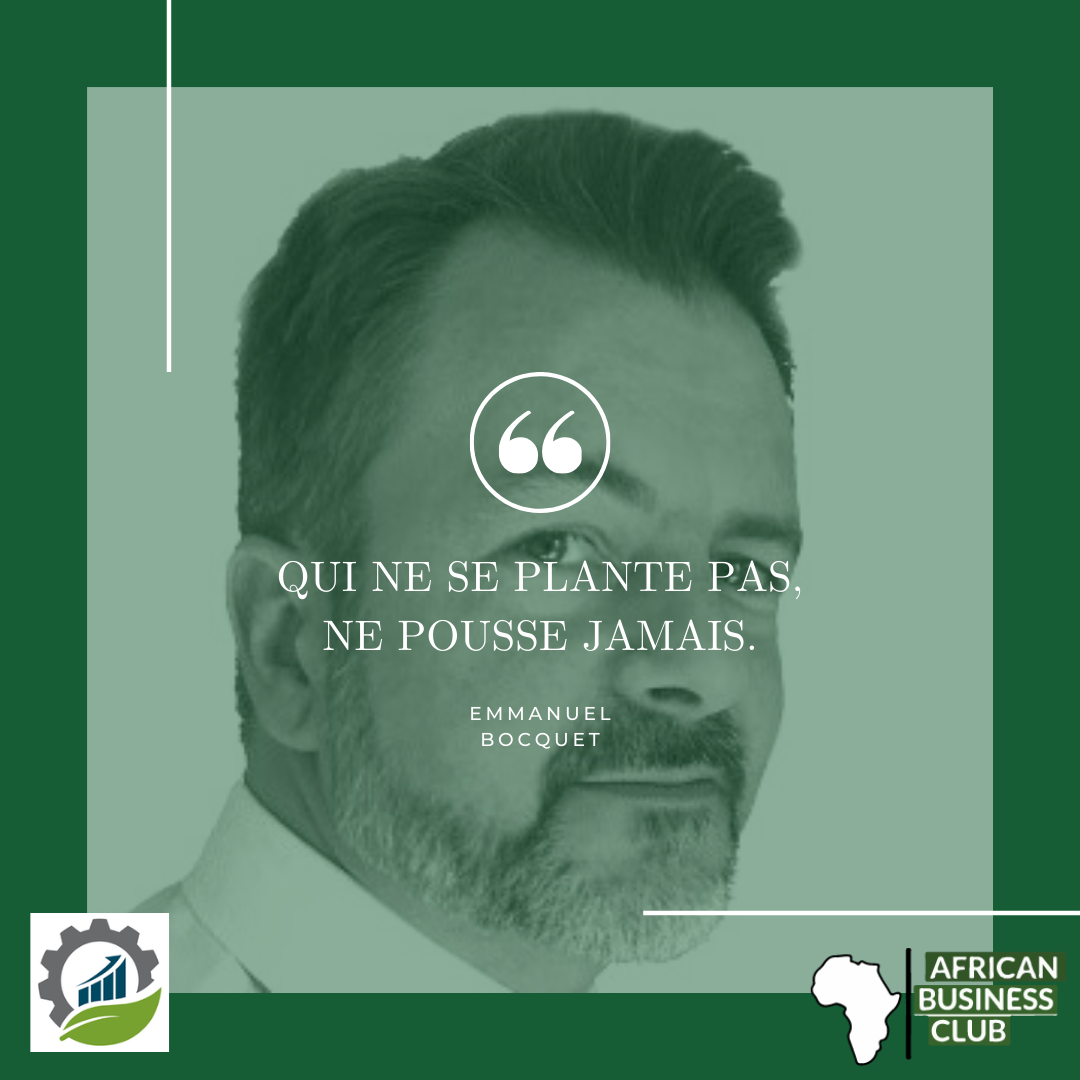 QUI NE SE PLANTE PAS,
NE POUSSE JAMAIS.
EMMANUEL
BOCQUET
AFRICAN
BUSINESS
CLUB